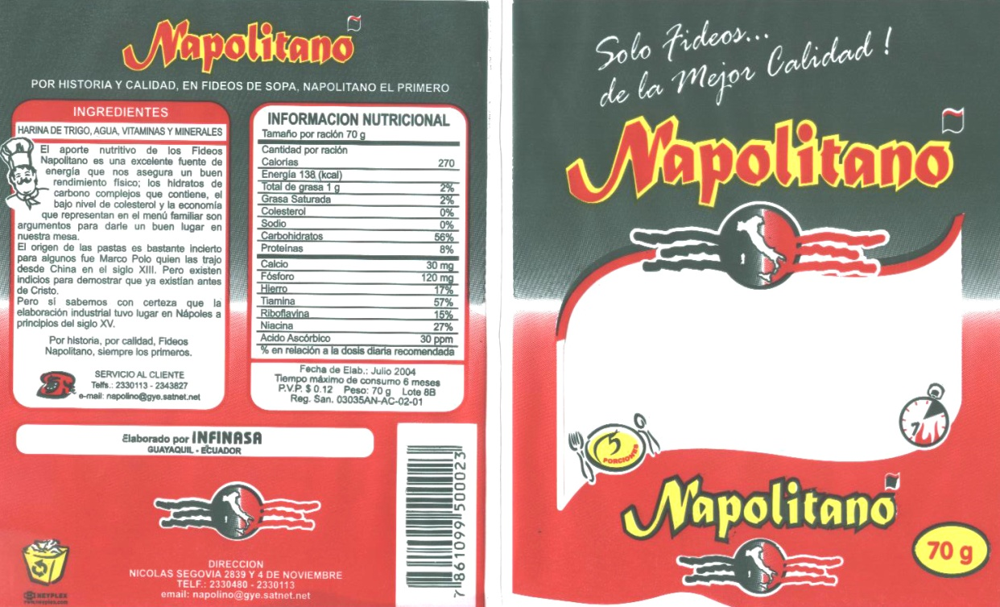 Napolitano
POR HISTORIA Y CALIDAD, EN FIDEOS DE SOPA, NAPOLITANO EL PRIMERO
INGREDIENTES
HARINA DE TRIGO, AGUA, VITAMINAS Y MINERALES
El aporte nutritivo de los Fideos
Napolitano es una excelente fuente de
energía que nos asegura un buen
rendimiento físico; los hidratos de
carbono complejos que contiene, el
bajo nivel de colesterol y la economía
que representan en el menú familiar son
argumentos para darle un buen lugar en
nuestra mesa.
El origen de las pastas es bastante incierto
para algunos fue Marco Polo quien las trajo
desde China en el siglo XIII. Pero existen
indicios para demostrar que ya existían antes
de Cristo.
Pero si sabemos con certeza que la
elaboración industrial tuvo lugar en Nápoles a
principios del siglo XV.
Por historia, por calidad, Fideos
Napolitano, siempre los primeros.
SERVICIO AL CLIENTE
Telfs.: 2330113 - 2343827
e-mail: napolino@gye.satnet.net
INFORMACION NUTRICIONAL
Tamaño por ración 70 g
Cantidad por ración
Calorías 270
Energía 138 (kcal)
Total de grasa 1 g 2%
Grasa Saturada 2%
Colesterol 0%
Sodio 0%
Carbohidratos 56%
Proteínas 8%
Calcio 30 mg
Fósforo 120 mg
Hierro 17%
Tiamina 57%
Riboflavina 15%
Niacina 27%
Acido Ascórbico 30 ppm
% en relación a la dosis diaria recomendada
Fecha de Elab.: Julio 2004
Tiempo máximo de consumo 6 meses
P.V.P. $ 0.12 Peso: 70 g Lote 8B
Reg. San. 03035AN-AC-02-01
Elaborado por INFINASA
GUAYAQUIL - ECUADOR
7 861099 500023
DIRECCION
NICOLAS SEGOVIA 2839 Y 4 DE NOVIEMBRE
TELF.: 2330480 - 2330113
email: napolino@gye.satnet.net
REYPLEX
www.reyplex.com
Solo Fideos...
de la Mejor Calidad !
Napolitano
7
5
PORCIONES
Napolitano
70 g